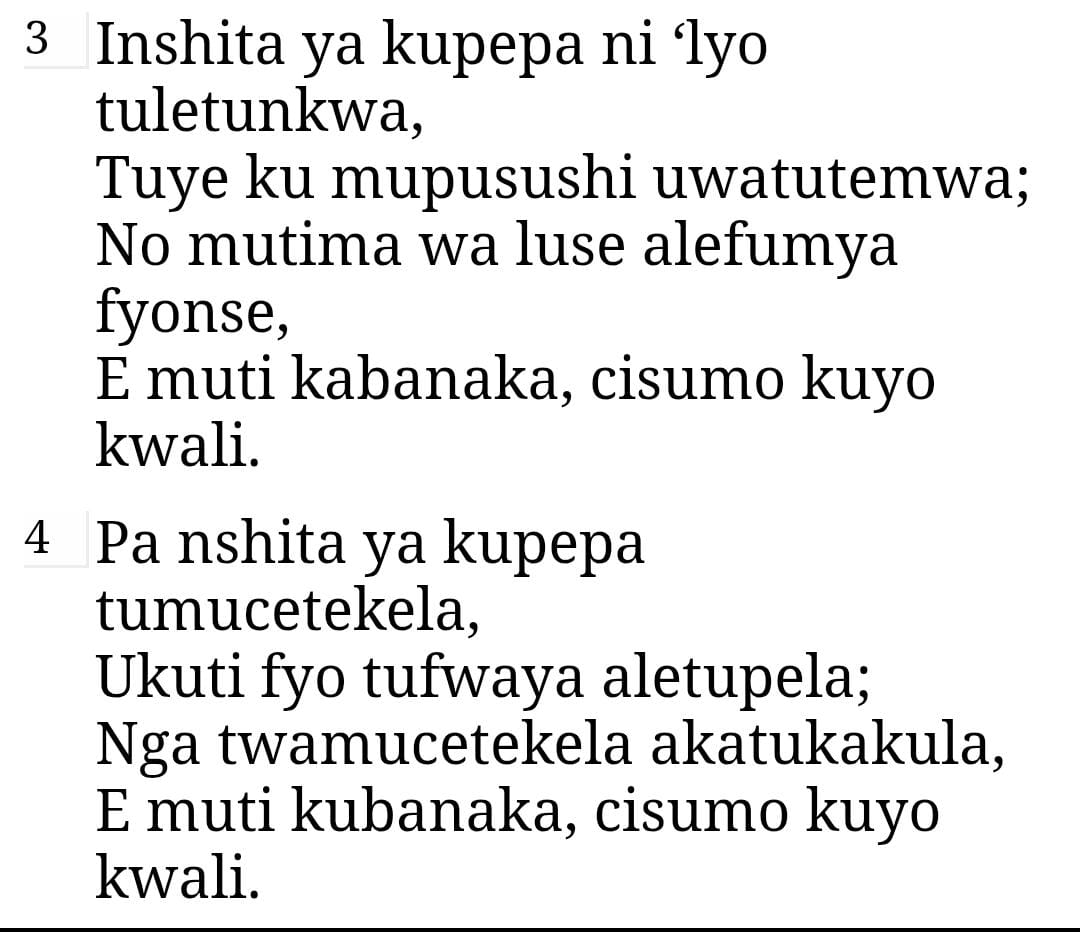 3 Inshita ya kupepa ni ‘lyo
tuletunkwa,
Tuye ku mupusushi uwatutemwa;
No mutima wa luse alefumya
fyonse,
E muti kabanaka, cisumo kuyo
kwali.
4 Pa nshita ya kupepa
tumucetekela,
Ukuti fyo tufwaya aletupela;
Nga twamucetekela akatukakula,
E muti kubanaka, cisumo kuyo
kwali.